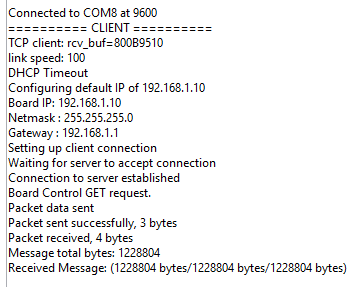 Connected to COM8 at 9600
========== CLIENT ==========
TCP client: rcv_buf=800B9510
link speed: 100
DHCP Timeout
Configuring default IP of 192.168.1.10
Board IP: 192.168.1.10
Netmask : 255.255.255.0
Gateway : 192.168.1.1
Setting up client connection
Waiting for server to accept connection
Connection to server established
Board Control GET request.
Packet data sent
Packet sent successfully, 3 bytes
Packet received, 4 bytes
Message total bytes: 1228804
Received Message: (1228804 bytes/1228804 bytes/1228804 bytes)